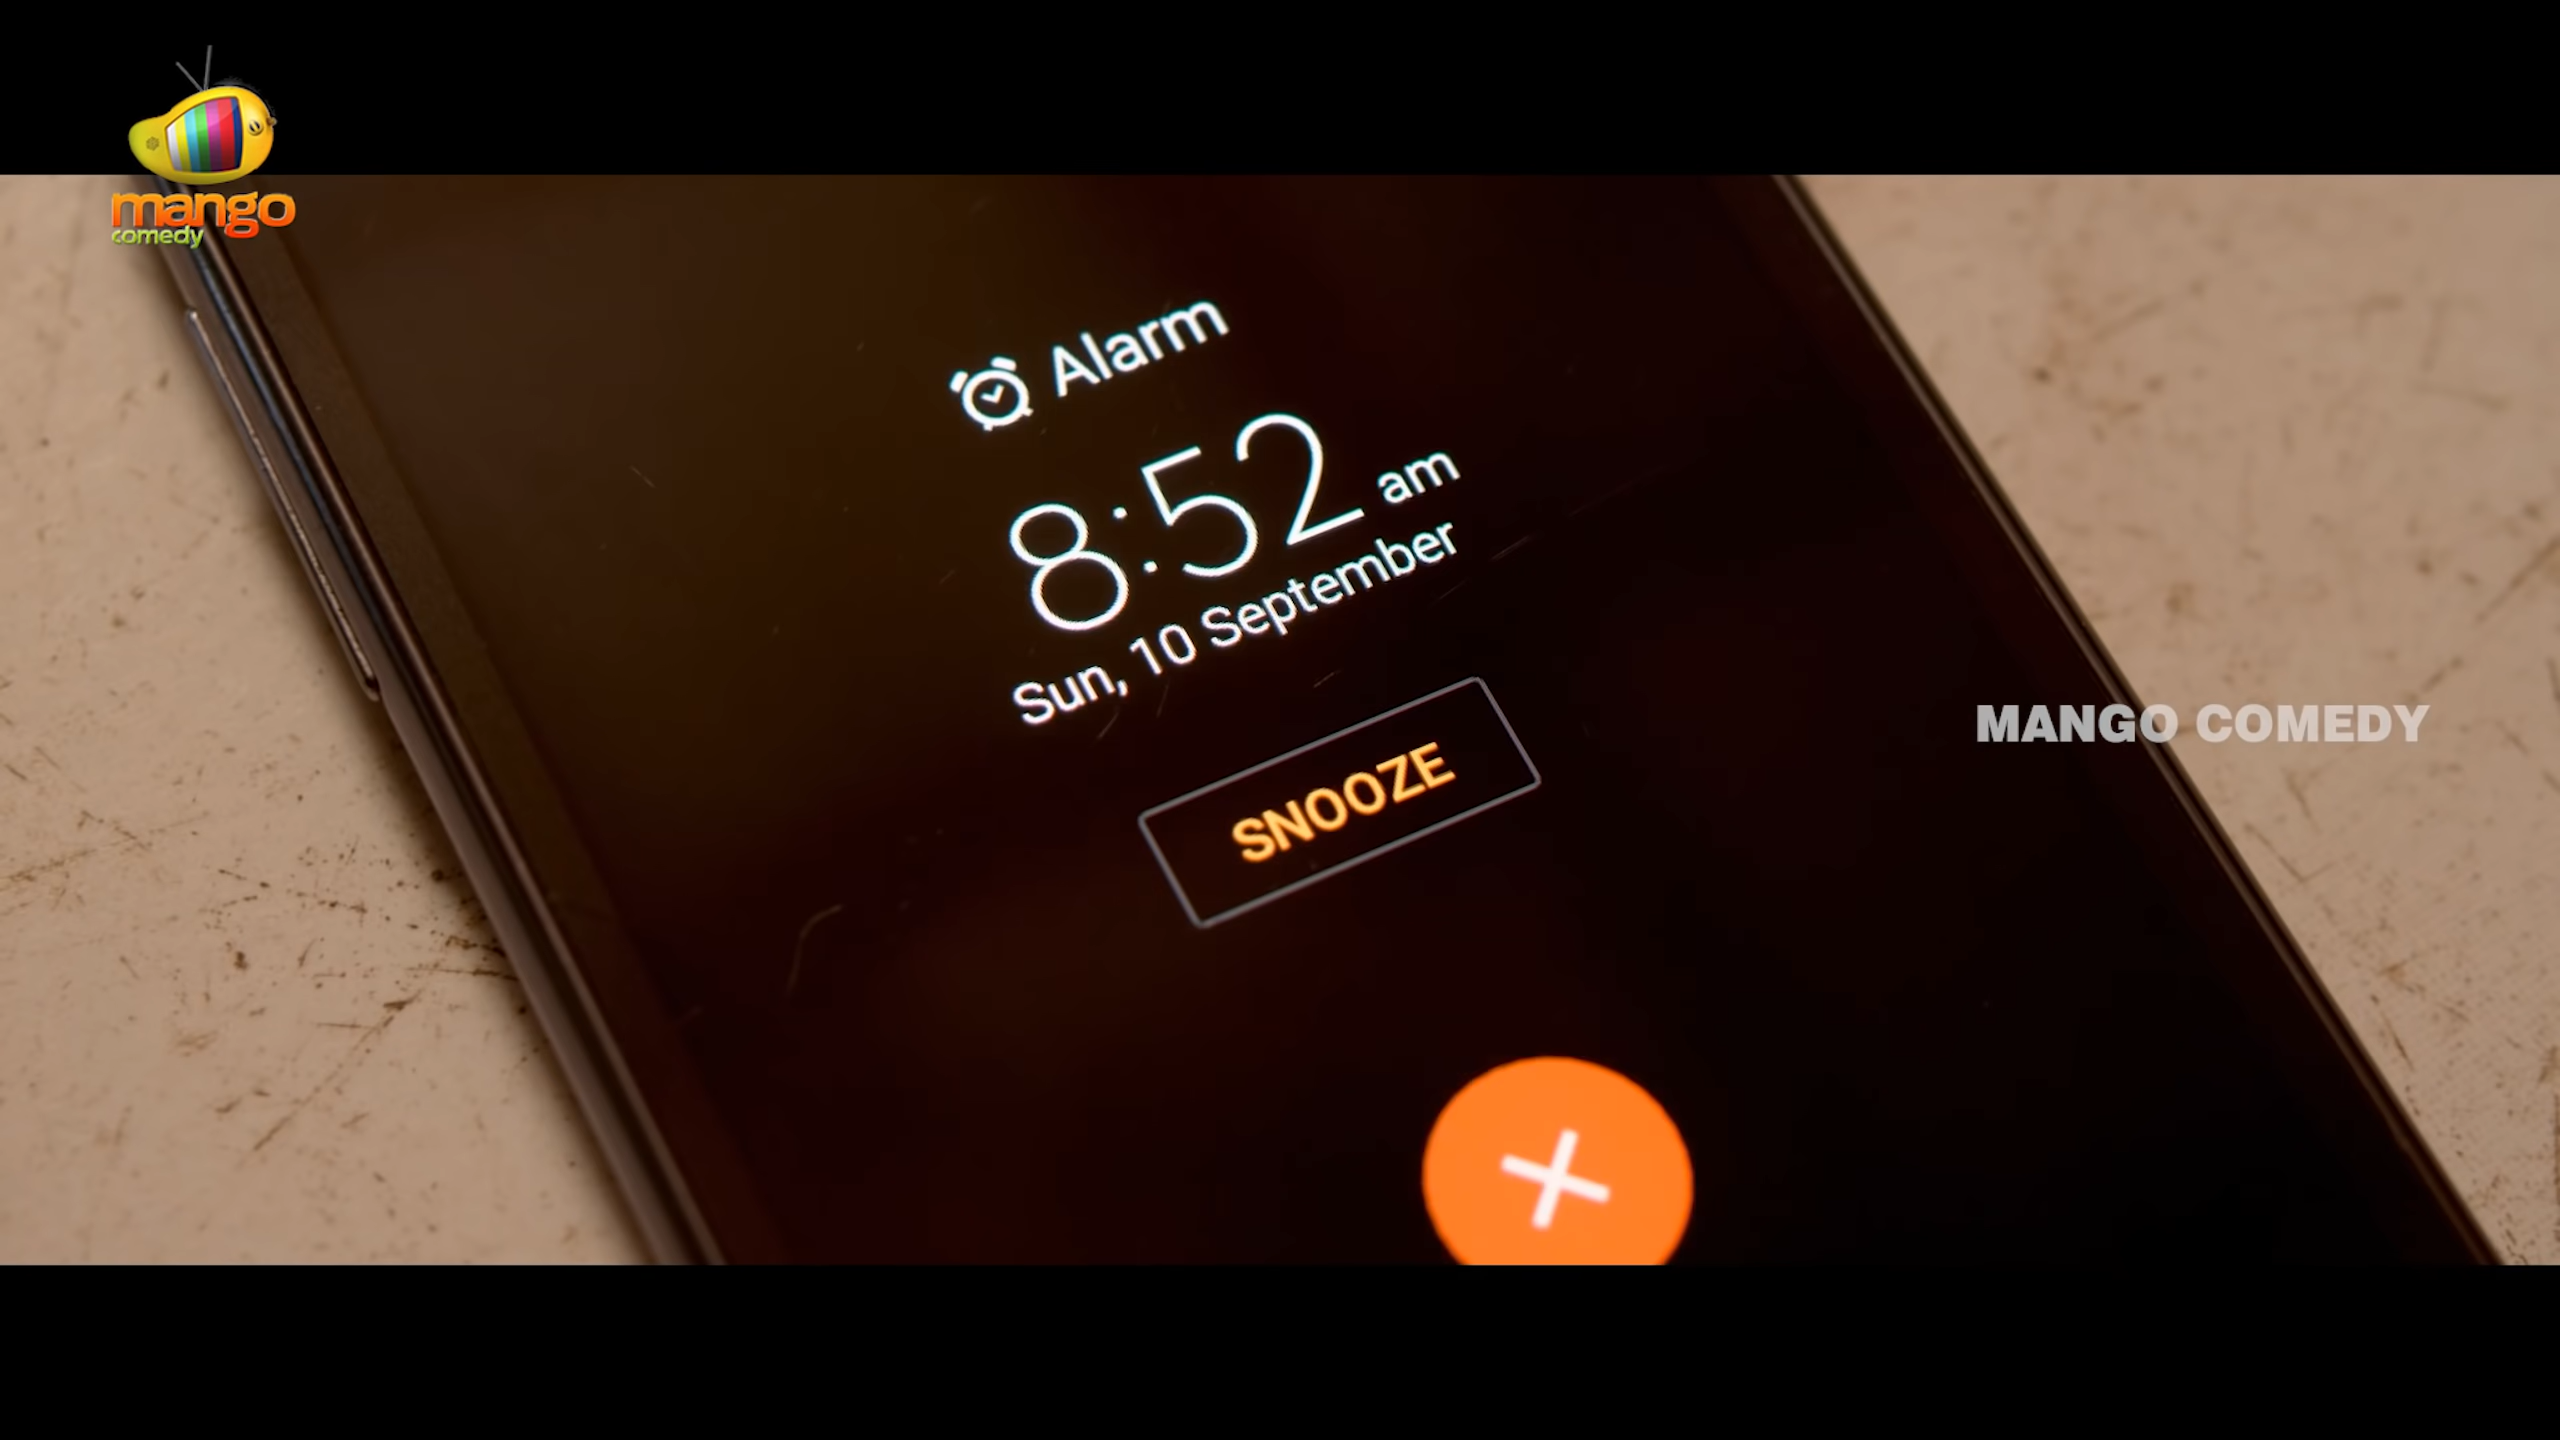 mango
comedy
Alarm
8:52 am
Sun, 10 September
SNOOZE
MANGO COMEDY